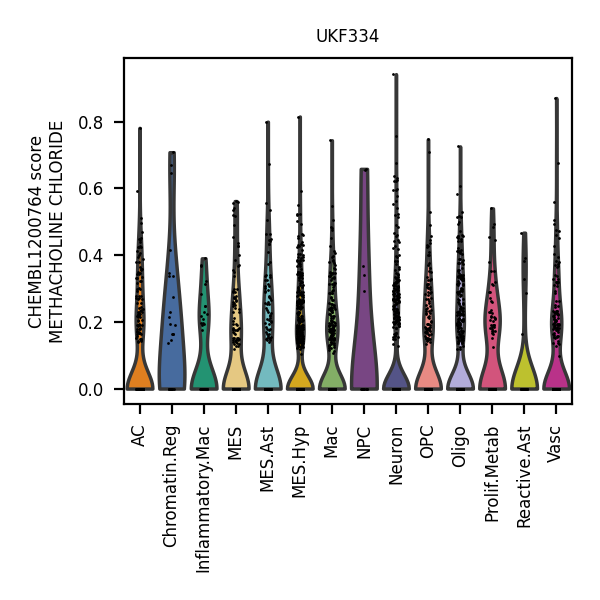 UKF334
CHEMBL1200764 score
METHACHOLINE CHLORIDE
0.8
0.6
0.4
0.2
0.0
AC
Chromatin.Reg
Inflammatory.Mac
MES
MES.Ast
MES.Hyp
Mac
NPC
Neuron
OPC
Oligo
Prolif.Metab
Reactive.Ast
Vasc